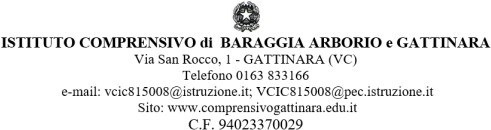 ISTITUTO COMPRENSIVO di BARAGGIA ARBORIO e GATTINARA
Via San Rocco, 1 - GATTINARA (VC)
Telefono 0163 833166
e-mail: vcic815008@istruzione.it; VCIC815008@pec.istruzione.it
Sito: www.comprensivogattinara.edu.it
C.F. 94023370029